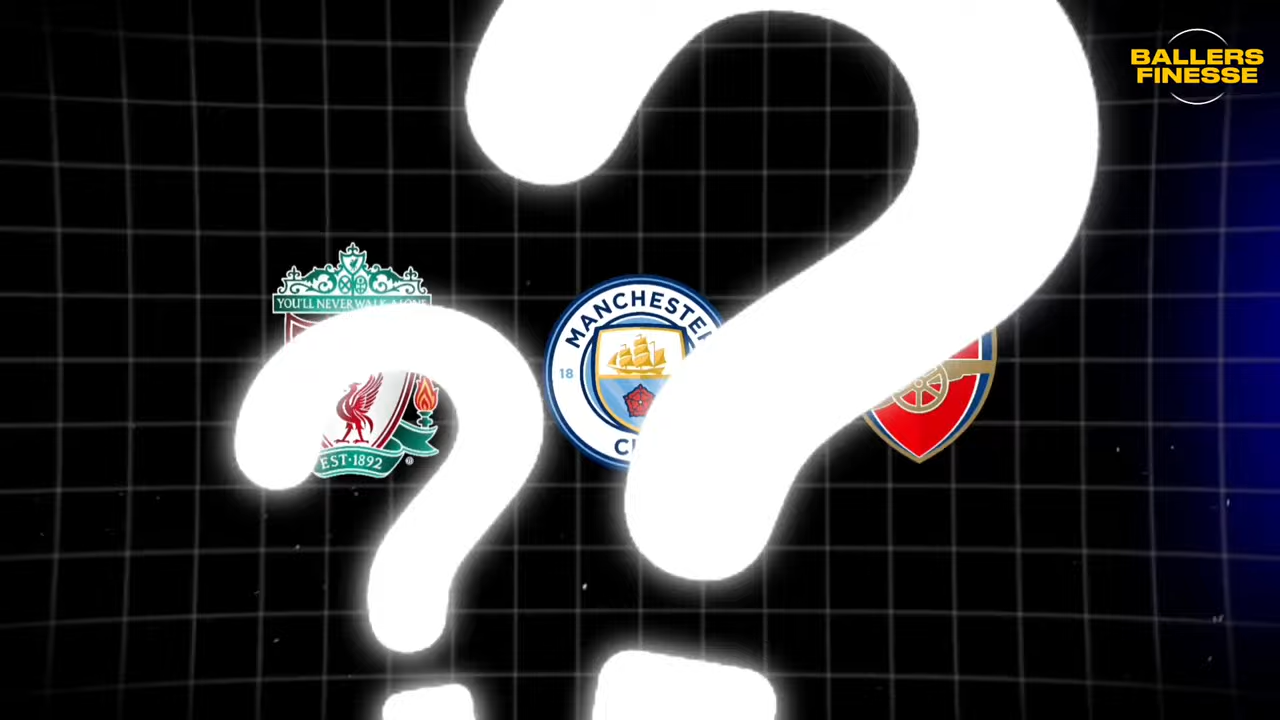 BALLERS
FINESSE
YOU'LL NEVER WALK ALONE
MANCHESTER
18
EST·1892
®